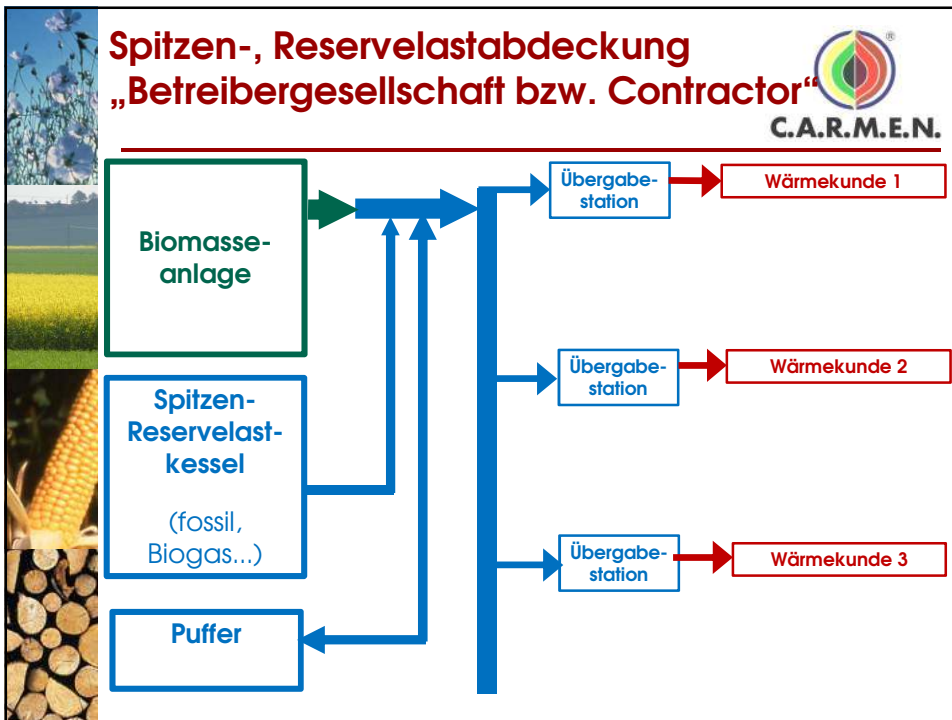 Spitzen-, Reservelastabdeckung
„Betreibergesellschaft bzw. Contractor“
®
C.A.R.M.E.N.
Biomasse-
anlage
Spitzen-
Reservelast-
kessel
(fossil,
Biogas...)
Puffer
Übergabe-
station
Wärmekunde 1
Übergabe-
station
Wärmekunde 2
Übergabe-
station
Wärmekunde 3